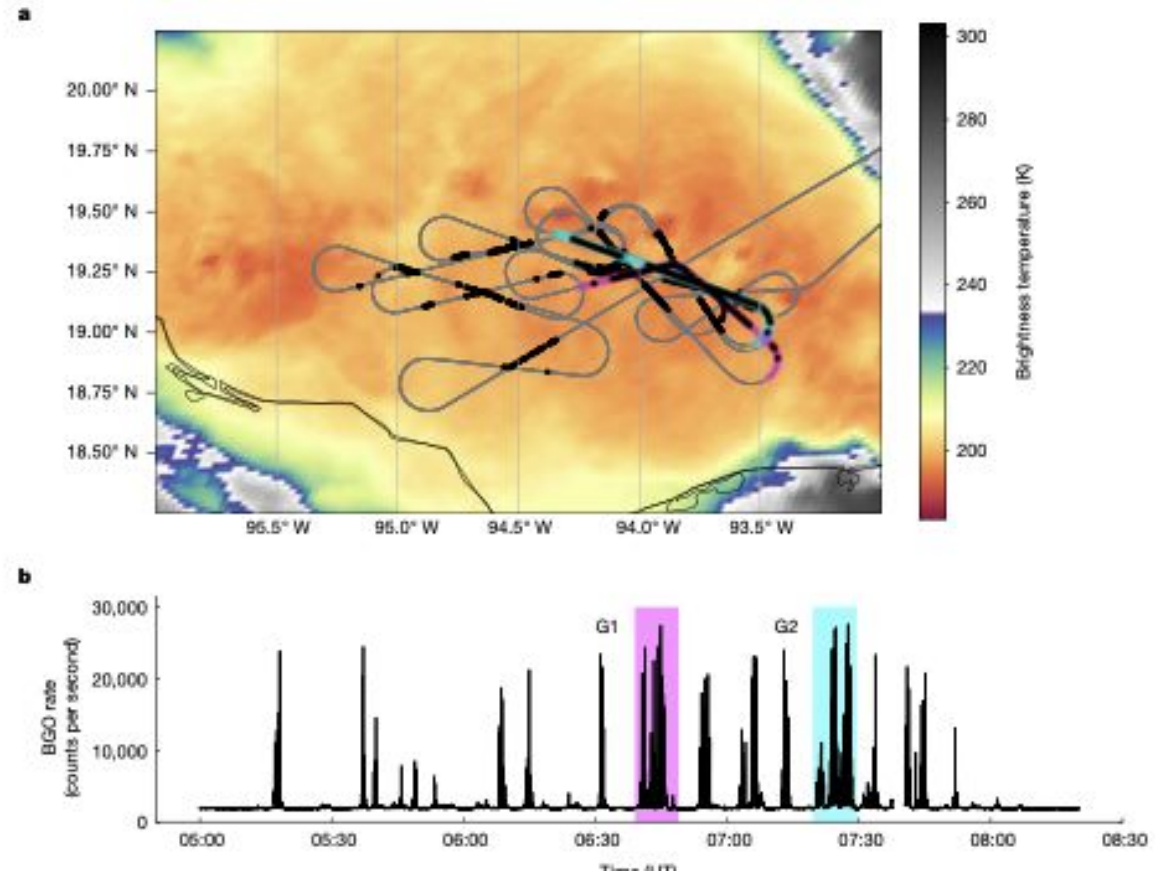 a
20.00° N
19.75° N
19.50° N
19.25° N
19.00° N
18.75° N
18.50° N
95.5° W
95.0° W
94.5° W
94.0° W
93.5° W
300
280
260
240
220
200
Brightness temperature (K)
b
30,000
20,000
10,000
0
BGO rate
(counts per second)
G1
G2
05:00
05:30
06:00
06:30
07:00
07:30
08:00
08:30
Time (UT)